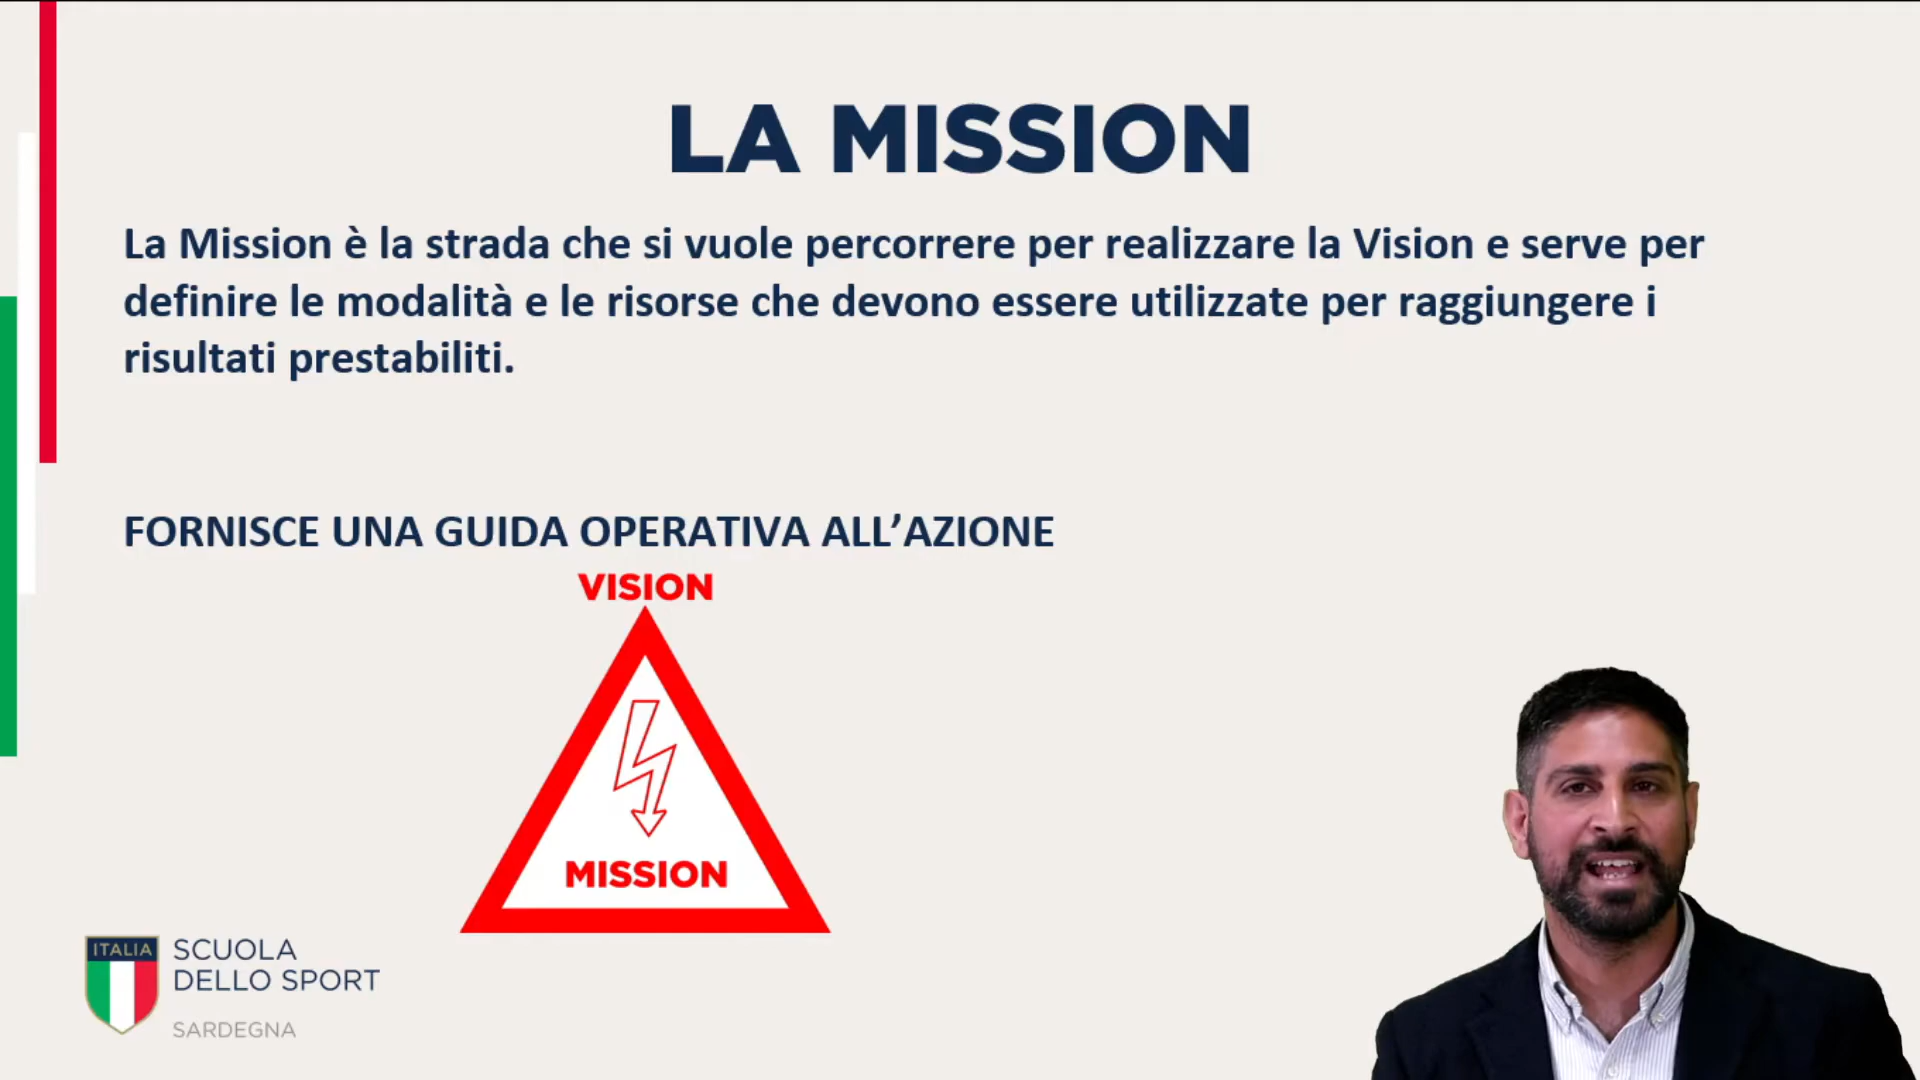 LA MISSION
La Mission è la strada che si vuole percorrere per realizzare la Vision e serve per
definire le modalità e le risorse che devono essere utilizzate per raggiungere i
risultati prestabiliti.
FORNISCE UNA GUIDA OPERATIVA ALL’AZIONE
VISION
MISSION
ITALIA
SCUOLA
DELLO SPORT
SARDEGNA